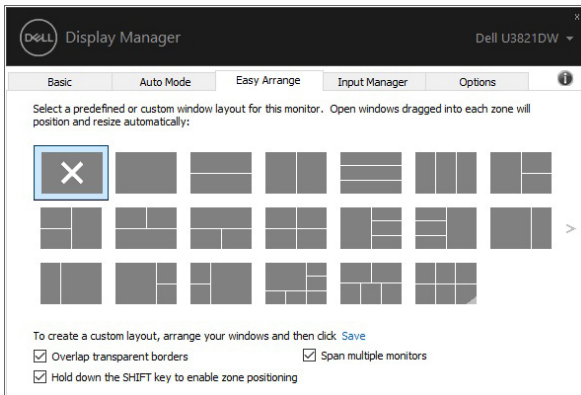 DELL Display Manager
Dell U3821DW
Basic Auto Mode Easy Arrange Input Manager Options
Select a predefined or custom window layout for this monitor. Open windows dragged into each zone will
position and resize automatically:
To create a custom layout, arrange your windows and then click Save
Overlap transparent borders Span multiple monitors
Hold down the SHIFT key to enable zone positioning